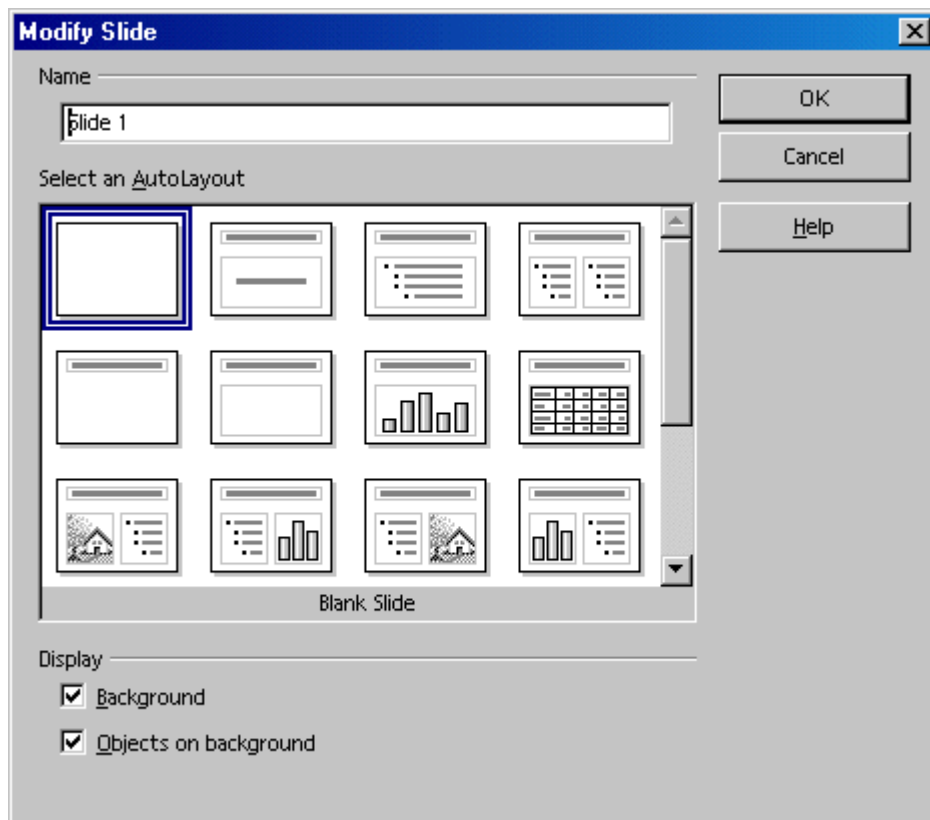 Modify Slide
Name
Slide 1
Select an AutoLayout
Blank Slide
Display
Background
Objects on background
OK
Cancel
Help